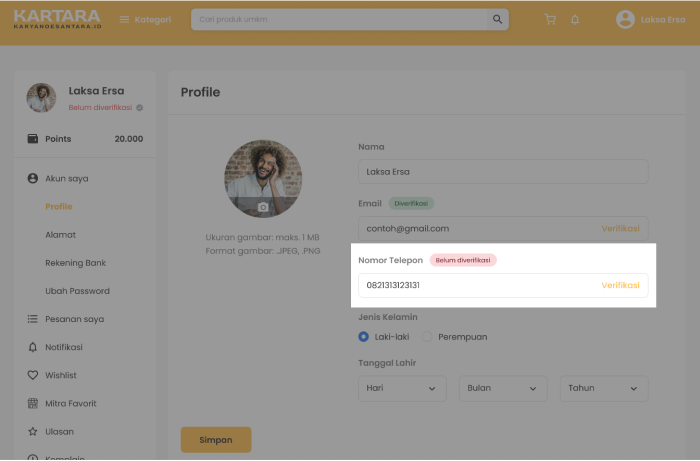 KARTARA
KARYANGESANTARA.ID
Kategori
Cari produk umkm
Laksa Ersa
Laksa Ersa
Belum diverifikasi
Points 20.000
Akun saya
Profile
Alamat
Rekening Bank
Ubah Password
Pesanan saya
Notifikasi
Wishlist
Mitra Favorit
Ulasan
Komplain
Profile
Ukuran gambar: maks. 1 MB
Format gambar: .JPEG, .PNG
Nama
Laksa Ersa
Email Diverifikasi
contoh@gmail.com Verifikasi
Nomor Telepon Belum diverifikasi
0821313123131 Verifikasi
Jenis Kelamin
Laki-laki Perempuan
Tanggal Lahir
Hari Bulan Tahun
Simpan